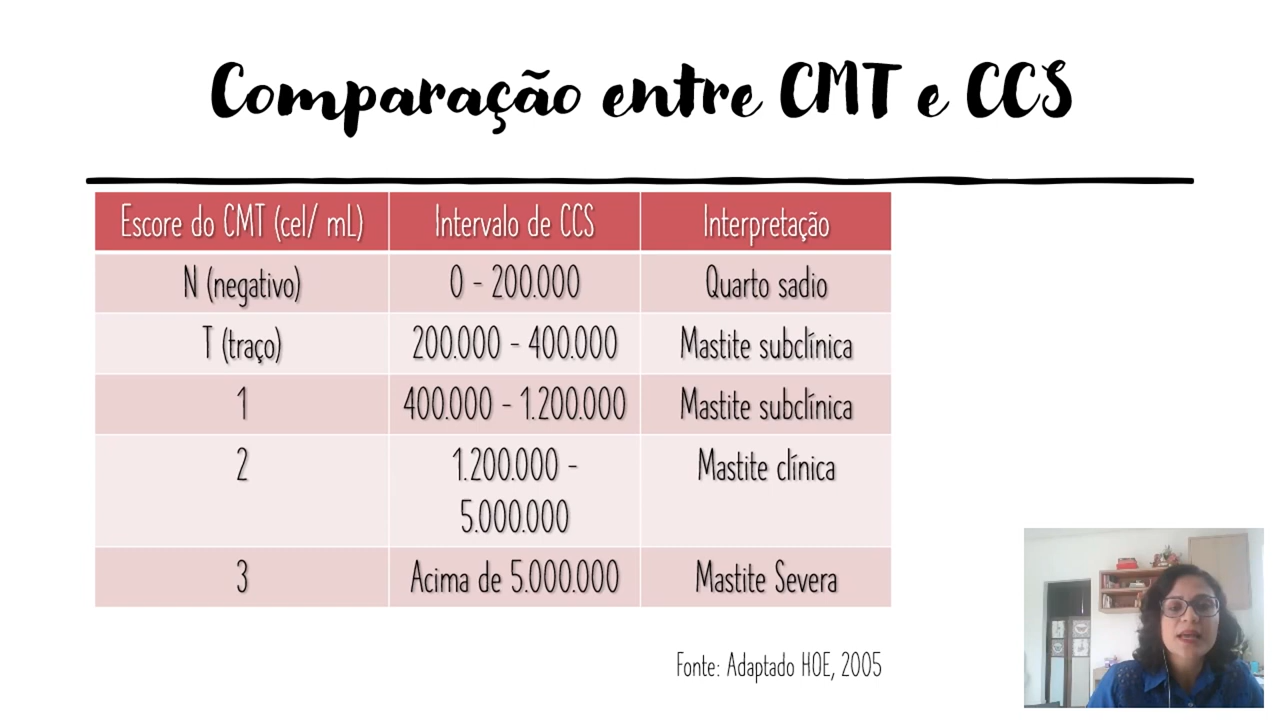 Comparação entre CMT e CCS
Escore do CMT (cel/ mL) Intervalo de CCS Interpretação
N (negativo) 0 - 200.000 Quarto sadio
T (traço) 200.000 - 400.000 Mastite subclínica
1 400.000 - 1.200.000 Mastite subclínica
2 1.200.000 - Mastite clínica
5.000.000
3 Acima de 5.000.000 Mastite Severa
Fonte: Adaptado HOE, 2005